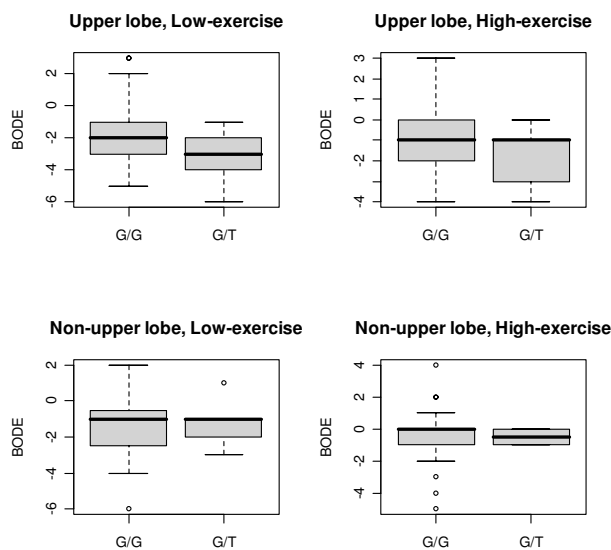 Upper lobe, Low-exercise
BODE
2
0
-2
-4
-6
G/G G/T
Upper lobe, High-exercise
BODE
3
2
1
0
-2
-4
G/G G/T
Non-upper lobe, Low-exercise
BODE
2
0
-2
-4
-6
G/G G/T
Non-upper lobe, High-exercise
BODE
4
2
0
-2
-4
G/G G/T